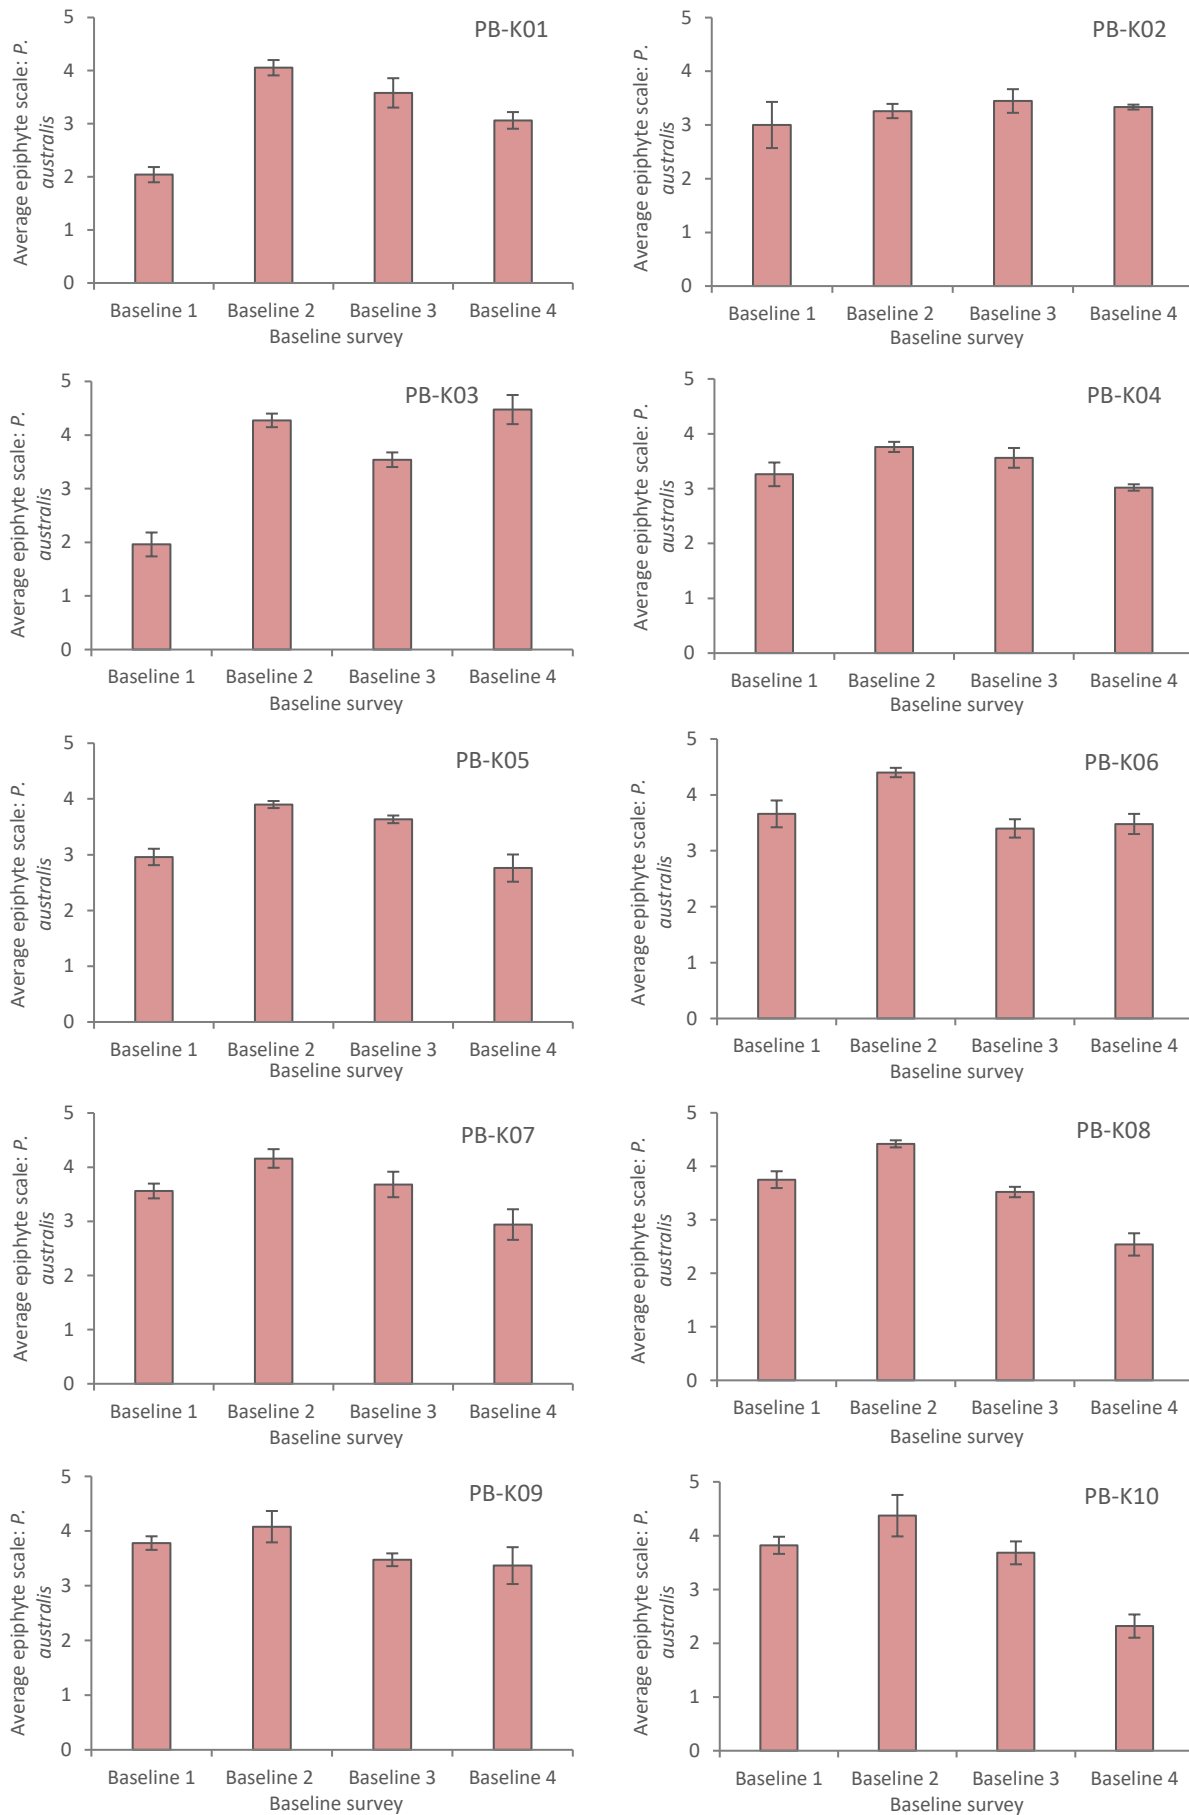 PB-K01
Average epiphyte scale: P.
australis
5
4
3
2
1
0
Baseline 1 Baseline 2 Baseline 3 Baseline 4
Baseline survey
PB-K02
Average epiphyte scale: P.
australis
5
4
3
2
1
0
Baseline 1 Baseline 2 Baseline 3 Baseline 4
Baseline survey
PB-K03
Average epiphyte scale: P.
australis
5
4
3
2
1
0
Baseline 1 Baseline 2 Baseline 3 Baseline 4
Baseline survey
PB-K04
Average epiphyte scale: P.
australis
5
4
3
2
1
0
Baseline 1 Baseline 2 Baseline 3 Baseline 4
Baseline survey
PB-K05
Average epiphyte scale: P.
australis
5
4
3
2
1
0
Baseline 1 Baseline 2 Baseline 3 Baseline 4
Baseline survey
PB-K06
Average epiphyte scale: P.
australis
5
4
3
2
1
0
Baseline 1 Baseline 2 Baseline 3 Baseline 4
Baseline survey
PB-K07
Average epiphyte scale: P.
australis
5
4
3
2
1
0
Baseline 1 Baseline 2 Baseline 3 Baseline 4
Baseline survey
PB-K08
Average epiphyte scale: P.
australis
5
4
3
2
1
0
Baseline 1 Baseline 2 Baseline 3 Baseline 4
Baseline survey
PB-K09
Average epiphyte scale: P.
australis
5
4
3
2
1
0
Baseline 1 Baseline 2 Baseline 3 Baseline 4
Baseline survey
PB-K10
Average epiphyte scale: P.
australis
5
4
3
2
1
0
Baseline 1 Baseline 2 Baseline 3 Baseline 4
Baseline survey